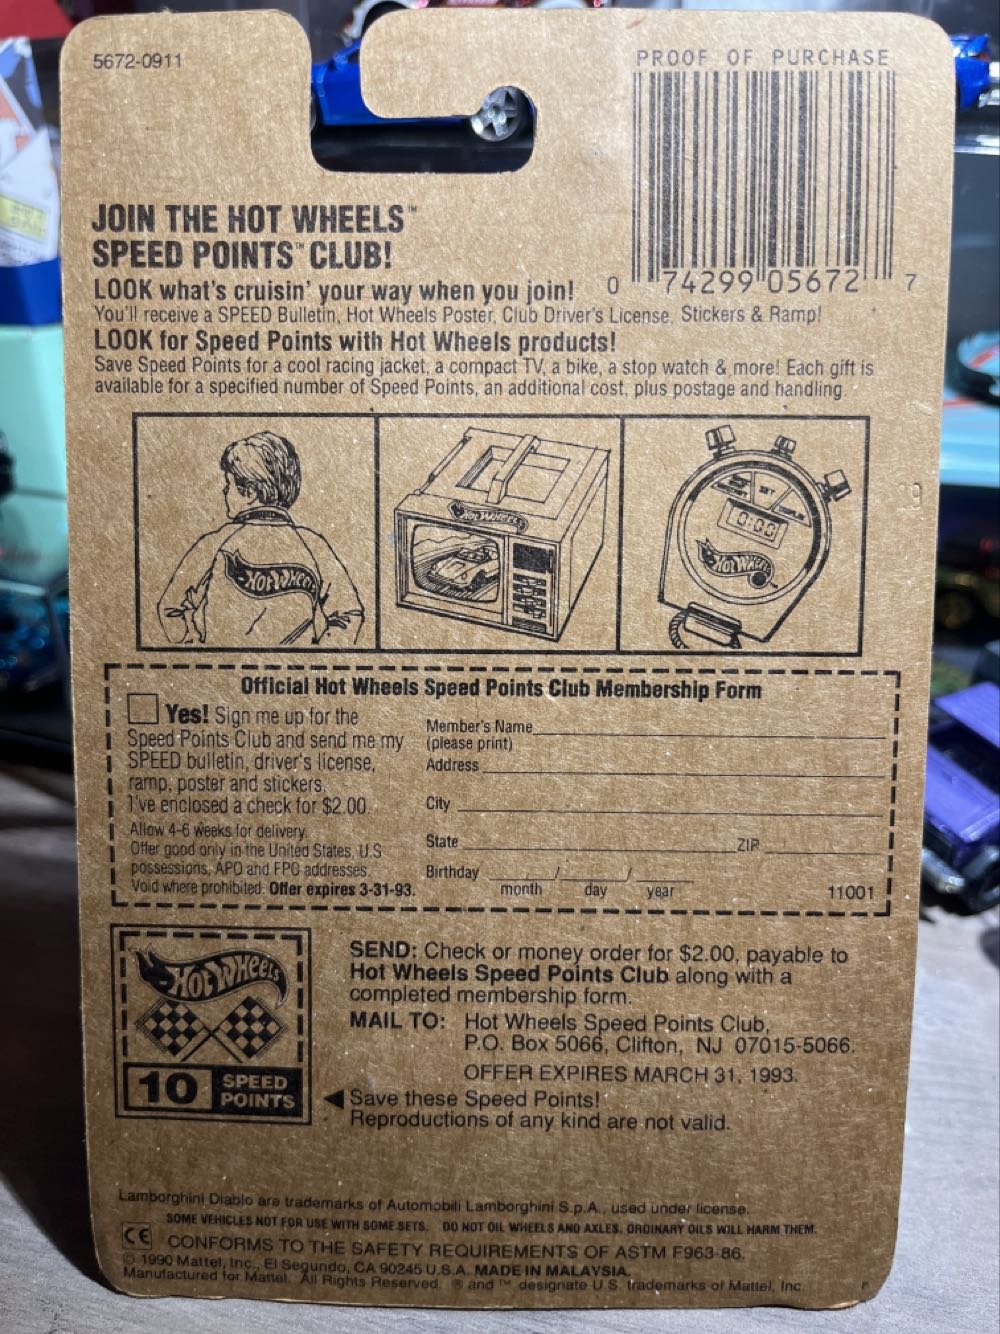 5672-0911
PROOF OF PURCHASE
0 74299 05672 7
JOIN THE HOT WHEELS™
SPEED POINTS™ CLUB!
LOOK what's cruisin' your way when you join!
You'll receive a SPEED Bulletin, Hot Wheels Poster, Club Driver's License, Stickers & Ramp!
LOOK for Speed Points with Hot Wheels products!
Save Speed Points for a cool racing jacket, a compact TV, a bike, a stop watch & more! Each gift is
available for a specified number of Speed Points, an additional cost, plus postage and handling.
HOT WHEELS
HOT WHEELS
SET
0:00
HOT WHEELS
Official Hot Wheels Speed Points Club Membership Form
Yes! Sign me up for the
Speed Points Club and send me my
SPEED bulletin, driver's license,
ramp, poster and stickers.
I've enclosed a check for $2.00.
Allow 4-6 weeks for delivery.
Offer good only in the United States, U.S
possessions, APO and FPO addresses.
Void where prohibited. Offer expires 3-31-93.
Member's Name
(please print)
Address
City
State ZIP
Birthday / /
month day year
11001
HOT WHEELS
10 SPEED
POINTS
SEND: Check or money order for $2.00, payable to
Hot Wheels Speed Points Club along with a
completed membership form.
MAIL TO: Hot Wheels Speed Points Club,
P.O. Box 5066, Clifton, NJ 07015-5066.
OFFER EXPIRES MARCH 31, 1993.
◀ Save these Speed Points!
Reproductions of any kind are not valid.
Lamborghini Diablo are trademarks of Automobili Lamborghini S.p.A., used under license.
SOME VEHICLES NOT FOR USE WITH SOME SETS. DO NOT OIL WHEELS AND AXLES. ORDINARY OILS WILL HARM THEM.
CE CONFORMS TO THE SAFETY REQUIREMENTS OF ASTM F963-86.
© 1990 Mattel, Inc., El Segundo, CA 90245 U.S.A. MADE IN MALAYSIA.
Manufactured for Mattel. All Rights Reserved. ® and ™ designate U.S. trademarks of Mattel, Inc.